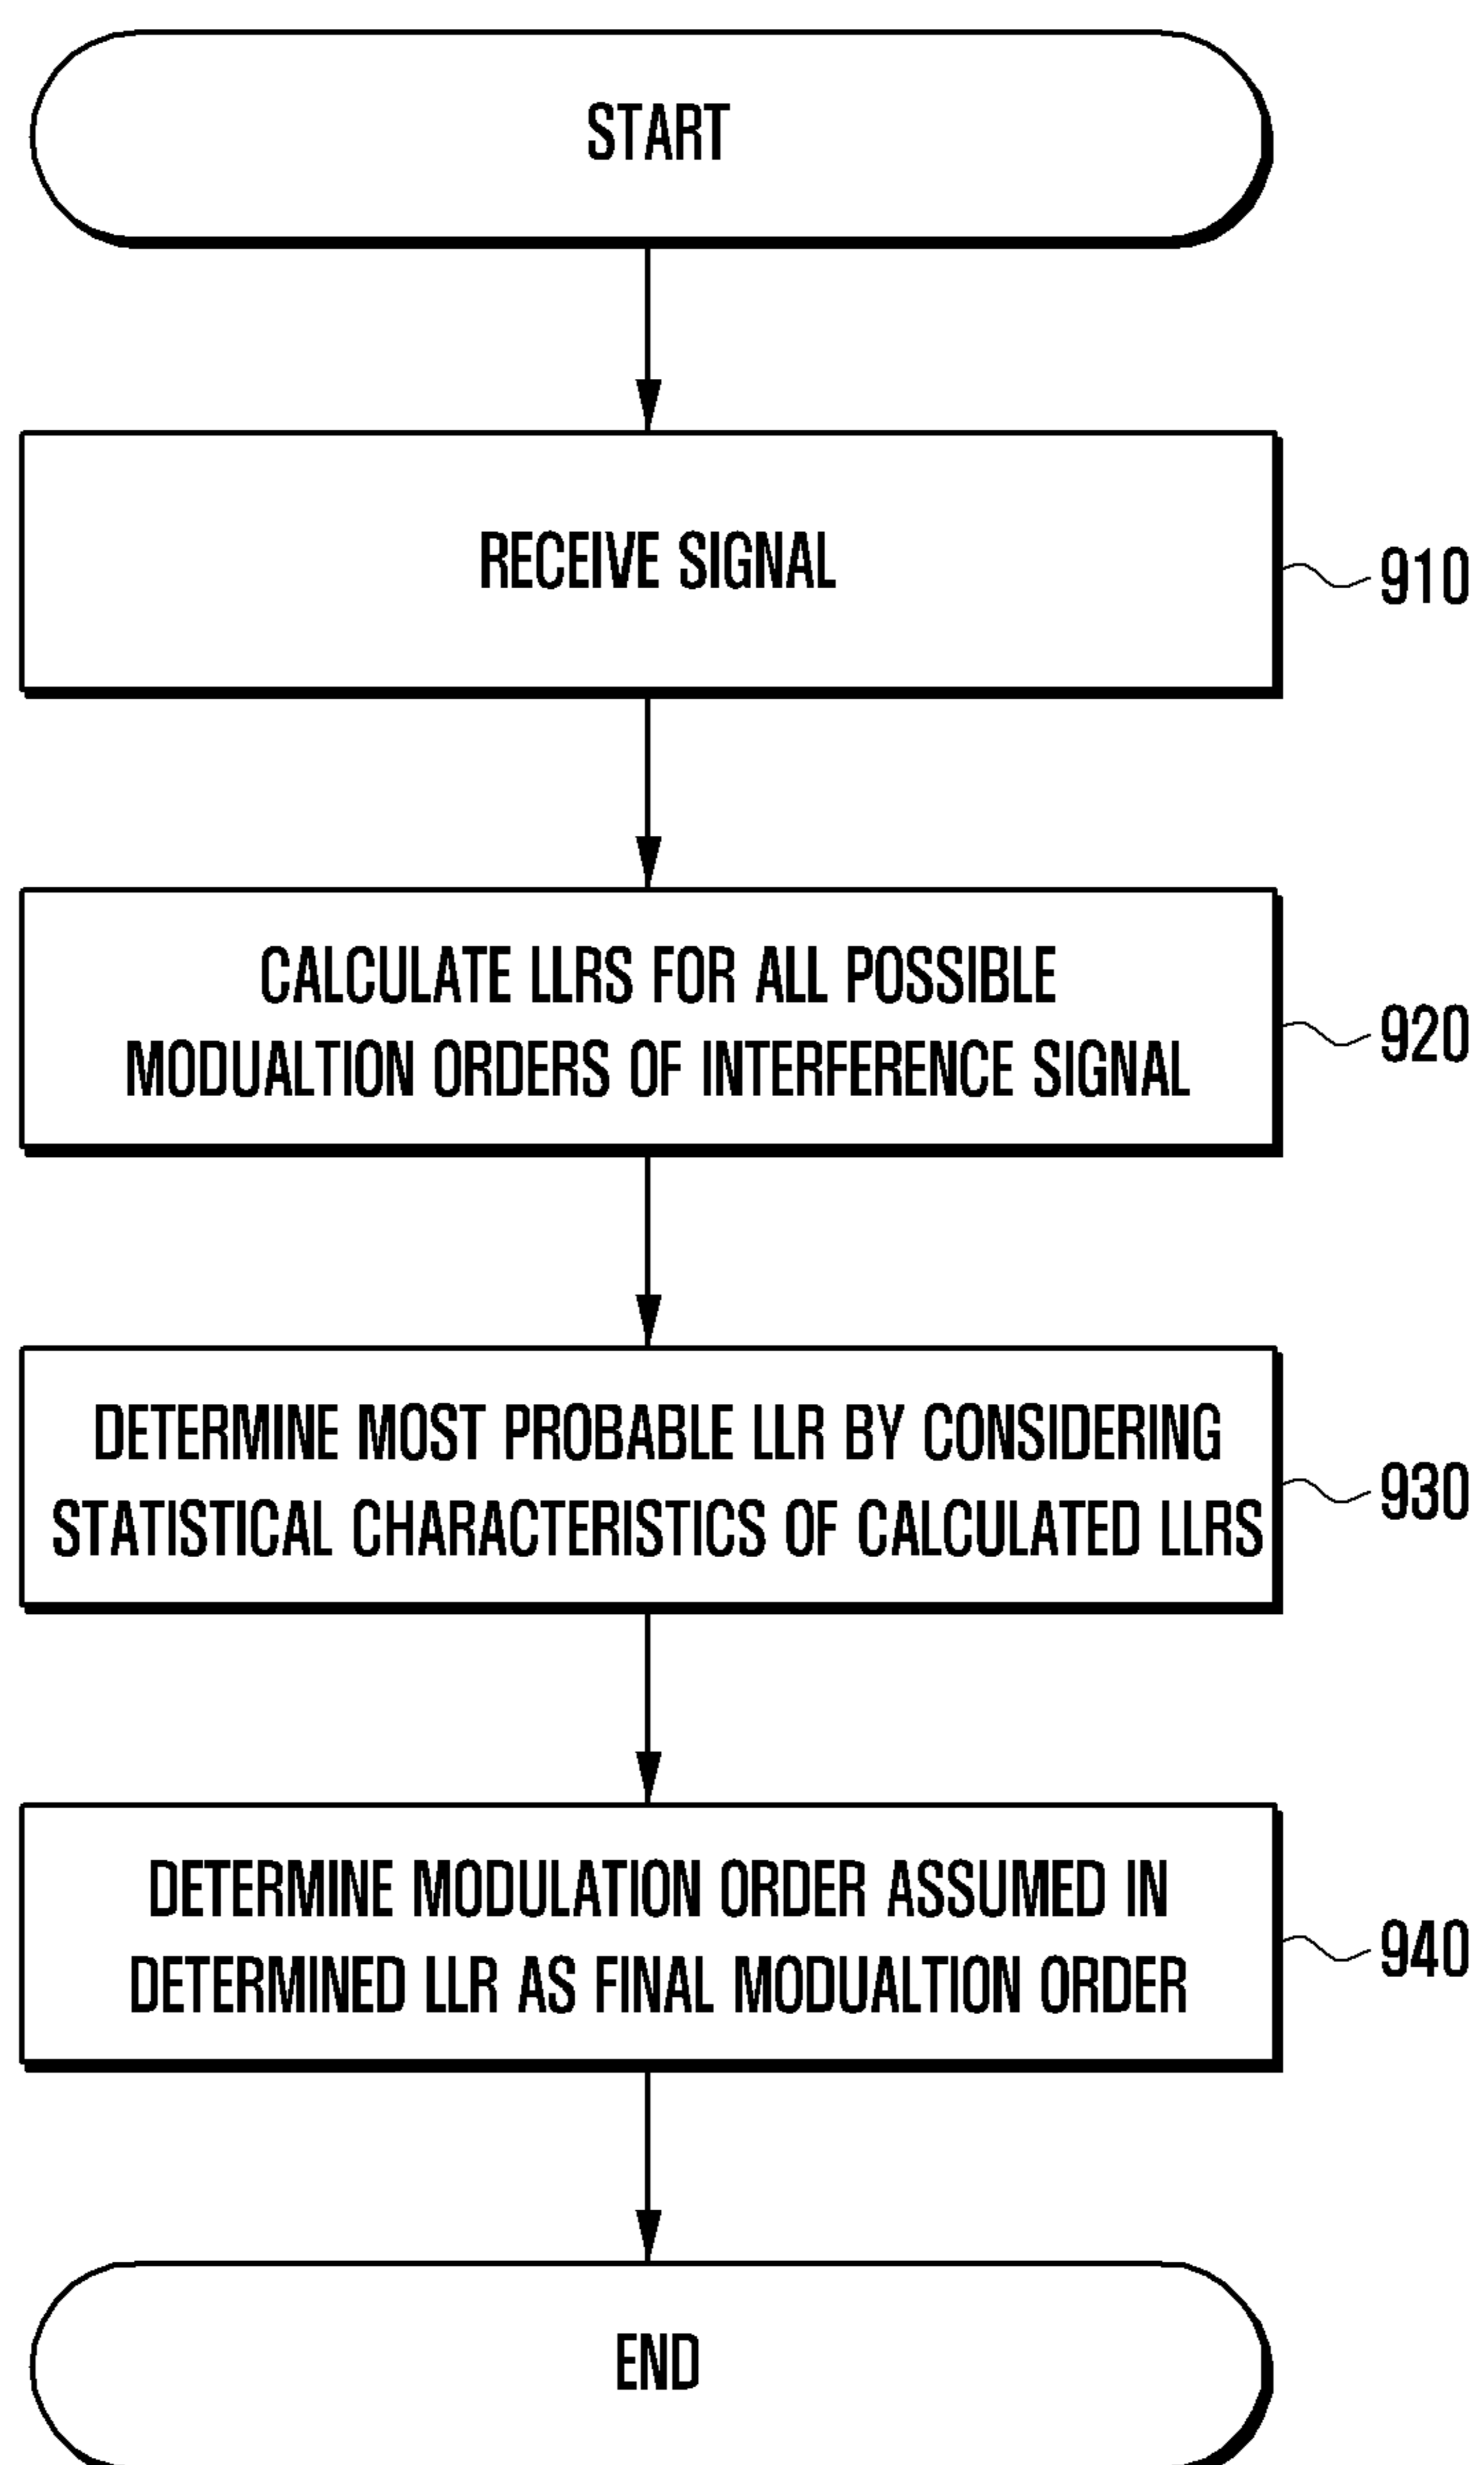 START
RECEIVE SIGNAL
910
CALCULATE LLRS FOR ALL POSSIBLE
MODUALTION ORDERS OF INTERFERENCE SIGNAL
920
DETERMINE MOST PROBABLE LLR BY CONSIDERING
STATISTICAL CHARACTERISTICS OF CALCULATED LLRS
930
DETERMINE MODULATION ORDER ASSUMED IN
DETERMINED LLR AS FINAL MODUALTION ORDER
940
END